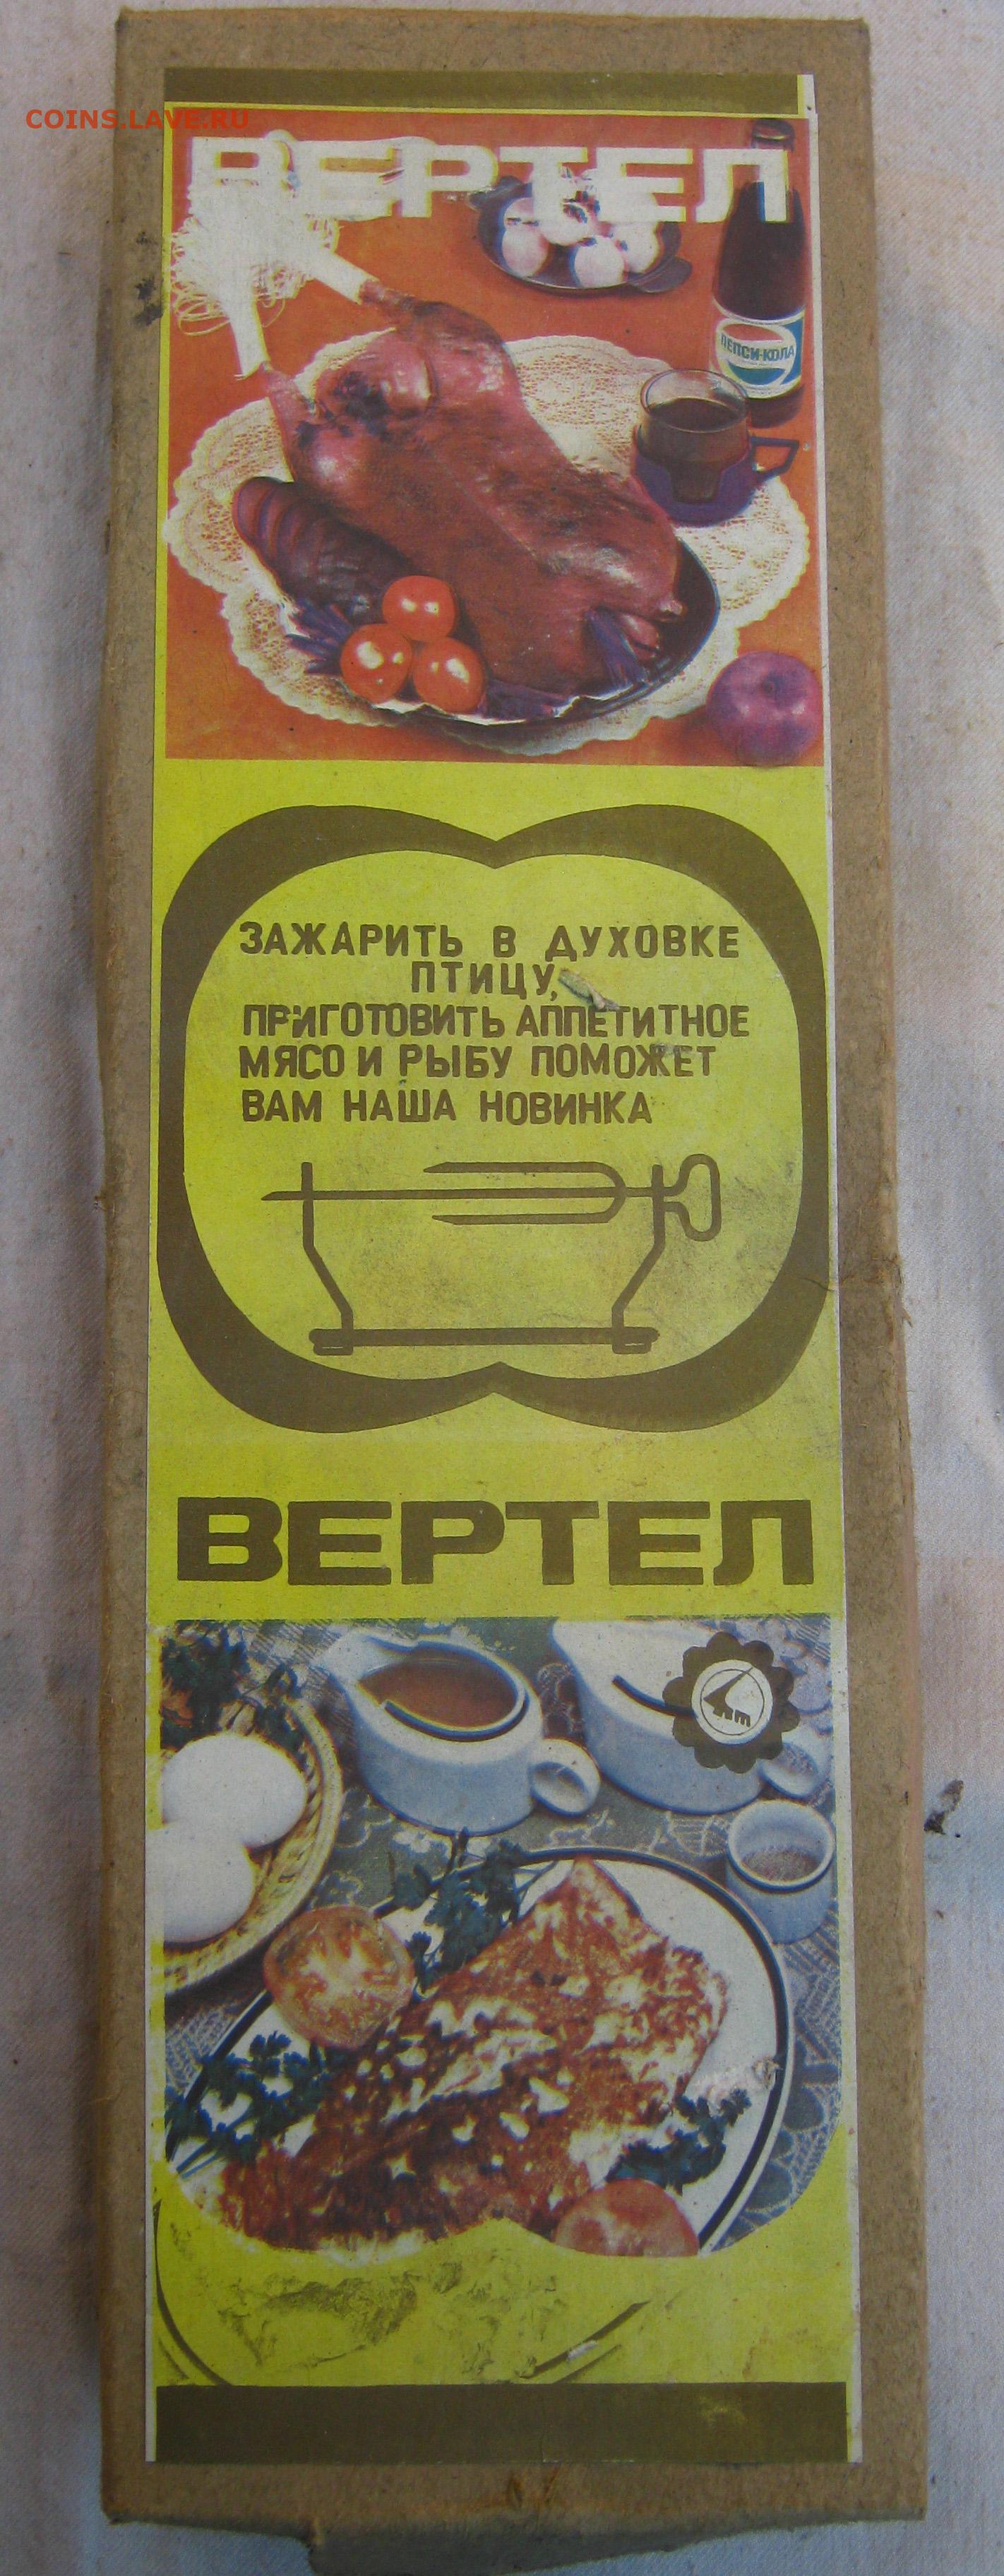 COINS.LAVE.RU
ВЕРТЕЛ
ПЕПСИ-КОЛА
ЗАЖАРИТЬ В ДУХОВКЕ
ПТИЦУ,
ПРИГОТОВИТЬ АППЕТИТНОЕ
МЯСО И РЫБУ ПОМОЖЕТ
ВАМ НАША НОВИНКА
ВЕРТЕЛ